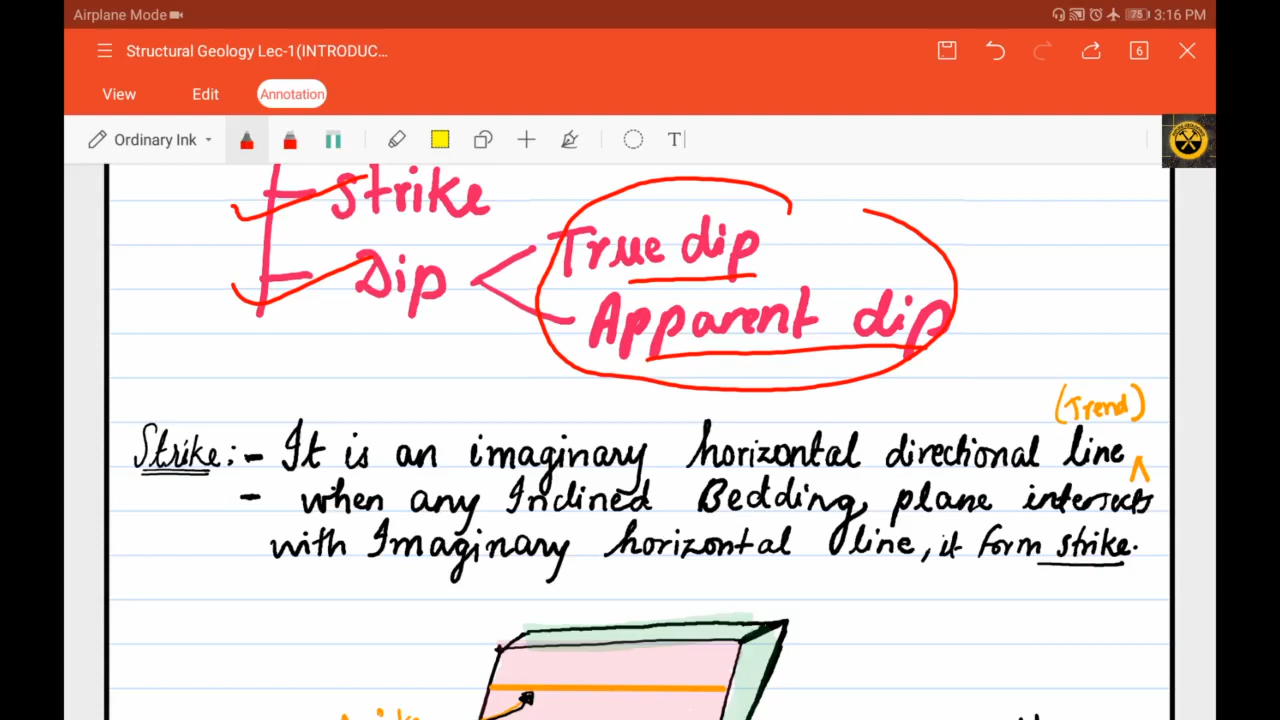 Airplane Mode
75 3:16 PM
Structural Geology Lec-1(INTRODUC...
6
View Edit Annotation
Ordinary Ink T
Strike
Dip
True dip
Apparent dip
(Trend)
Strike:- It is an imaginary horizontal directional line
- when any Inclined Bedding plane intersects
with Imaginary horizontal line, it form strike.